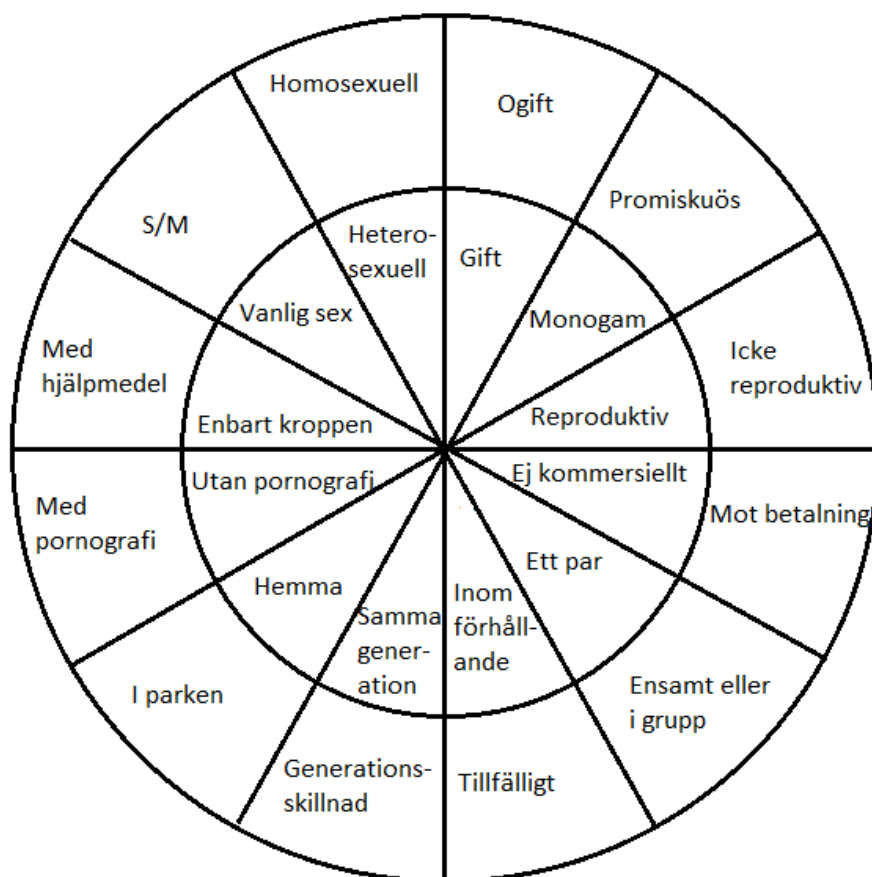 Homosexuell
Ogift
Promiskuös
S/M
Hetero-
sexuell
Gift
Vanlig sex
Monogam
Med
hjälpmedel
Icke
reproduktiv
Enbart kroppen
Reproduktiv
Utan pornografi
Ej kommersiellt
Med
pornografi
Mot betalning
Hemma
Ett par
Samma
gener-
ation
Inom
förhåll-
ande
I parken
Ensamt eller
i grupp
Generations-
skillnad
Tillfälligt